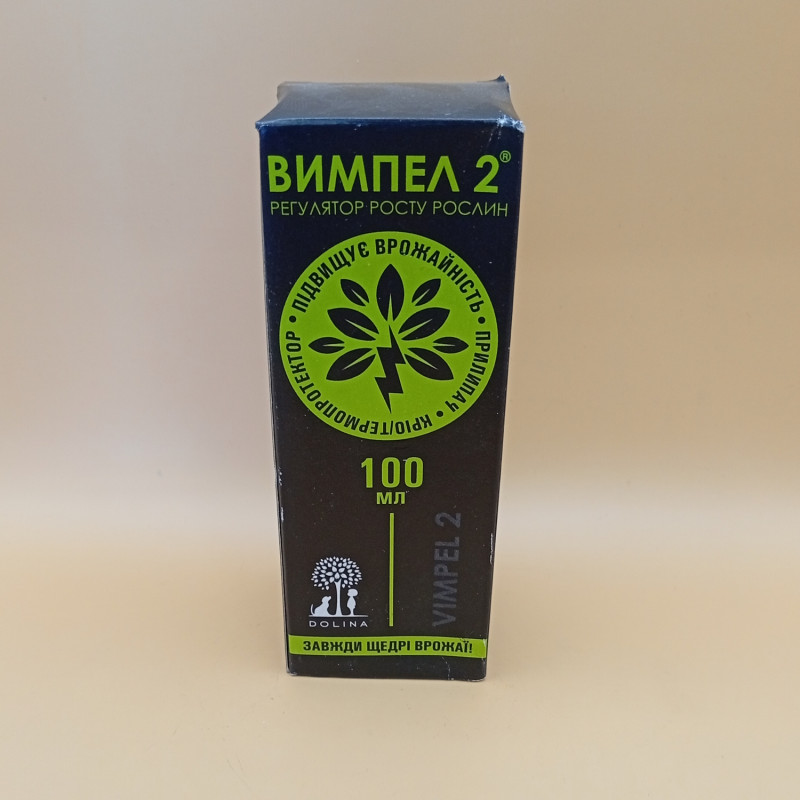 ВИМПЕЛ 2®
РЕГУЛЯТОР РОСТУ РОСЛИН
• ПІДВИЩУЄ ВРОЖАЙНІСТЬ • ПРИЛИПАЧ • КРІО/ТЕРМОПРОТЕКТОР
100
МЛ
VIMPEL 2
DOLINA
ЗАВЖДИ ЩЕДРІ ВРОЖАЇ!